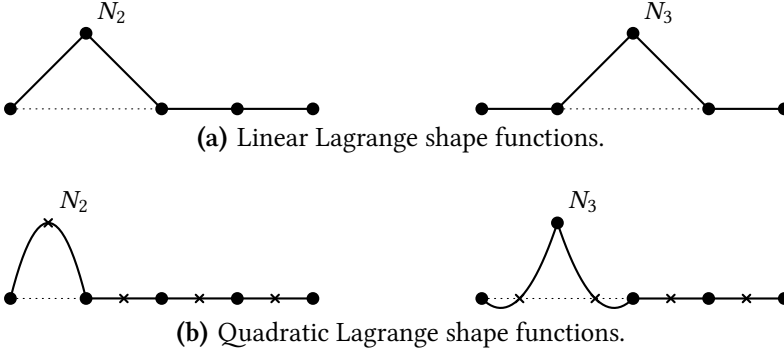 N₂ N₃
(a) Linear Lagrange shape functions.
N₂ N₃
(b) Quadratic Lagrange shape functions.